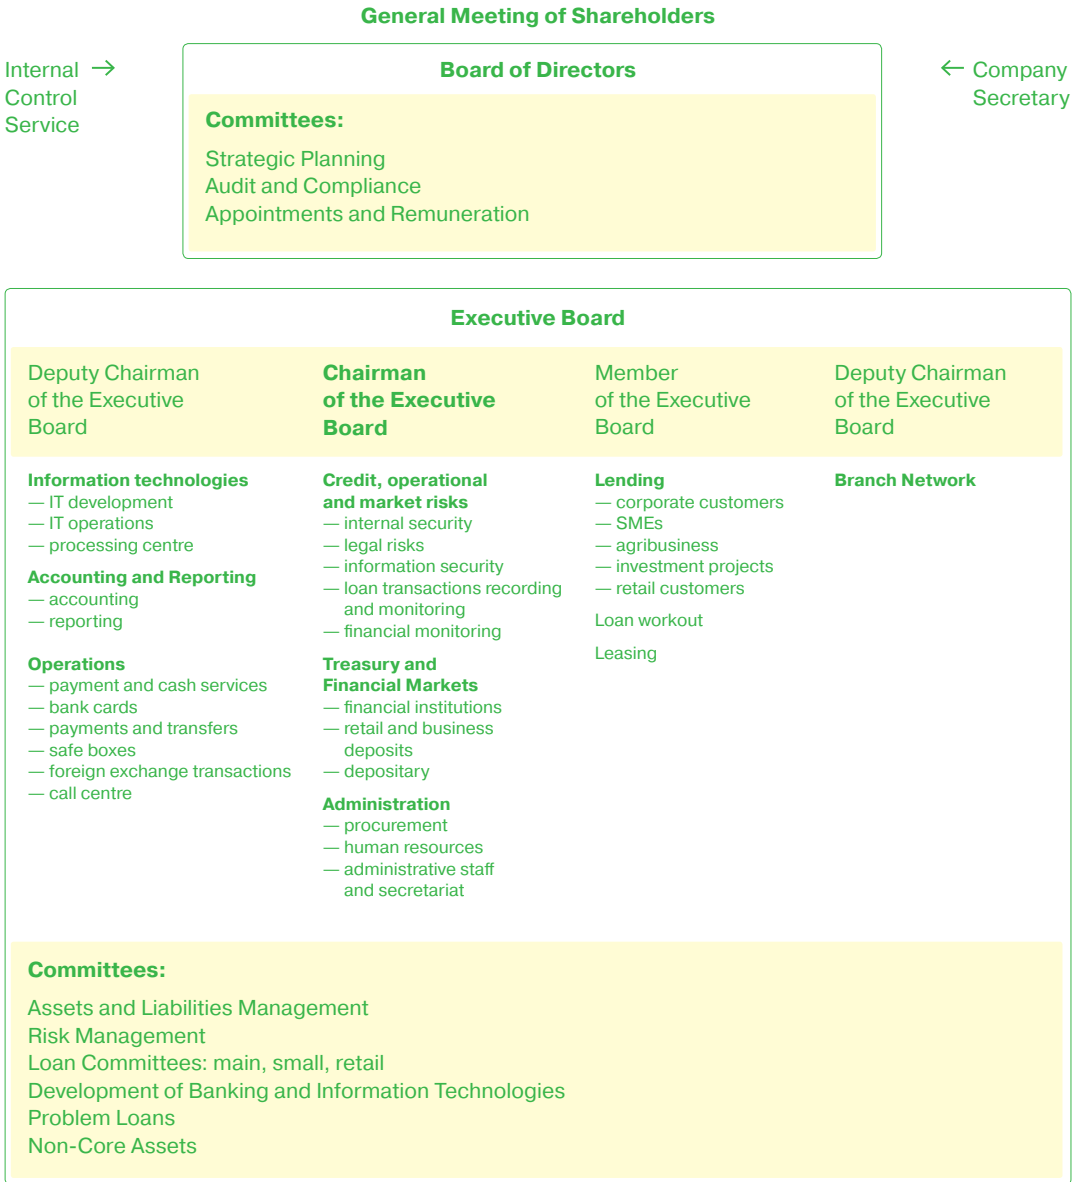 General Meeting of Shareholders
Internal →
Control
Service
Board of Directors
← Company
Secretary
Committees:
Strategic Planning
Audit and Compliance
Appointments and Remuneration
Executive Board
Deputy Chairman
of the Executive
Board
Chairman
of the Executive
Board
Member
of the Executive
Board
Deputy Chairman
of the Executive
Board
Information technologies
— IT development
— IT operations
— processing centre
Accounting and Reporting
— accounting
— reporting
Operations
— payment and cash services
— bank cards
— payments and transfers
— safe boxes
— foreign exchange transactions
— call centre
Credit, operational
and market risks
— internal security
— legal risks
— information security
— loan transactions recording
and monitoring
— financial monitoring
Treasury and
Financial Markets
— financial institutions
— retail and business
deposits
— depositary
Administration
— procurement
— human resources
— administrative staff
and secretariat
Lending
— corporate customers
— SMEs
— agribusiness
— investment projects
— retail customers
Loan workout
Leasing
Branch Network
Committees:
Assets and Liabilities Management
Risk Management
Loan Committees: main, small, retail
Development of Banking and Information Technologies
Problem Loans
Non-Core Assets